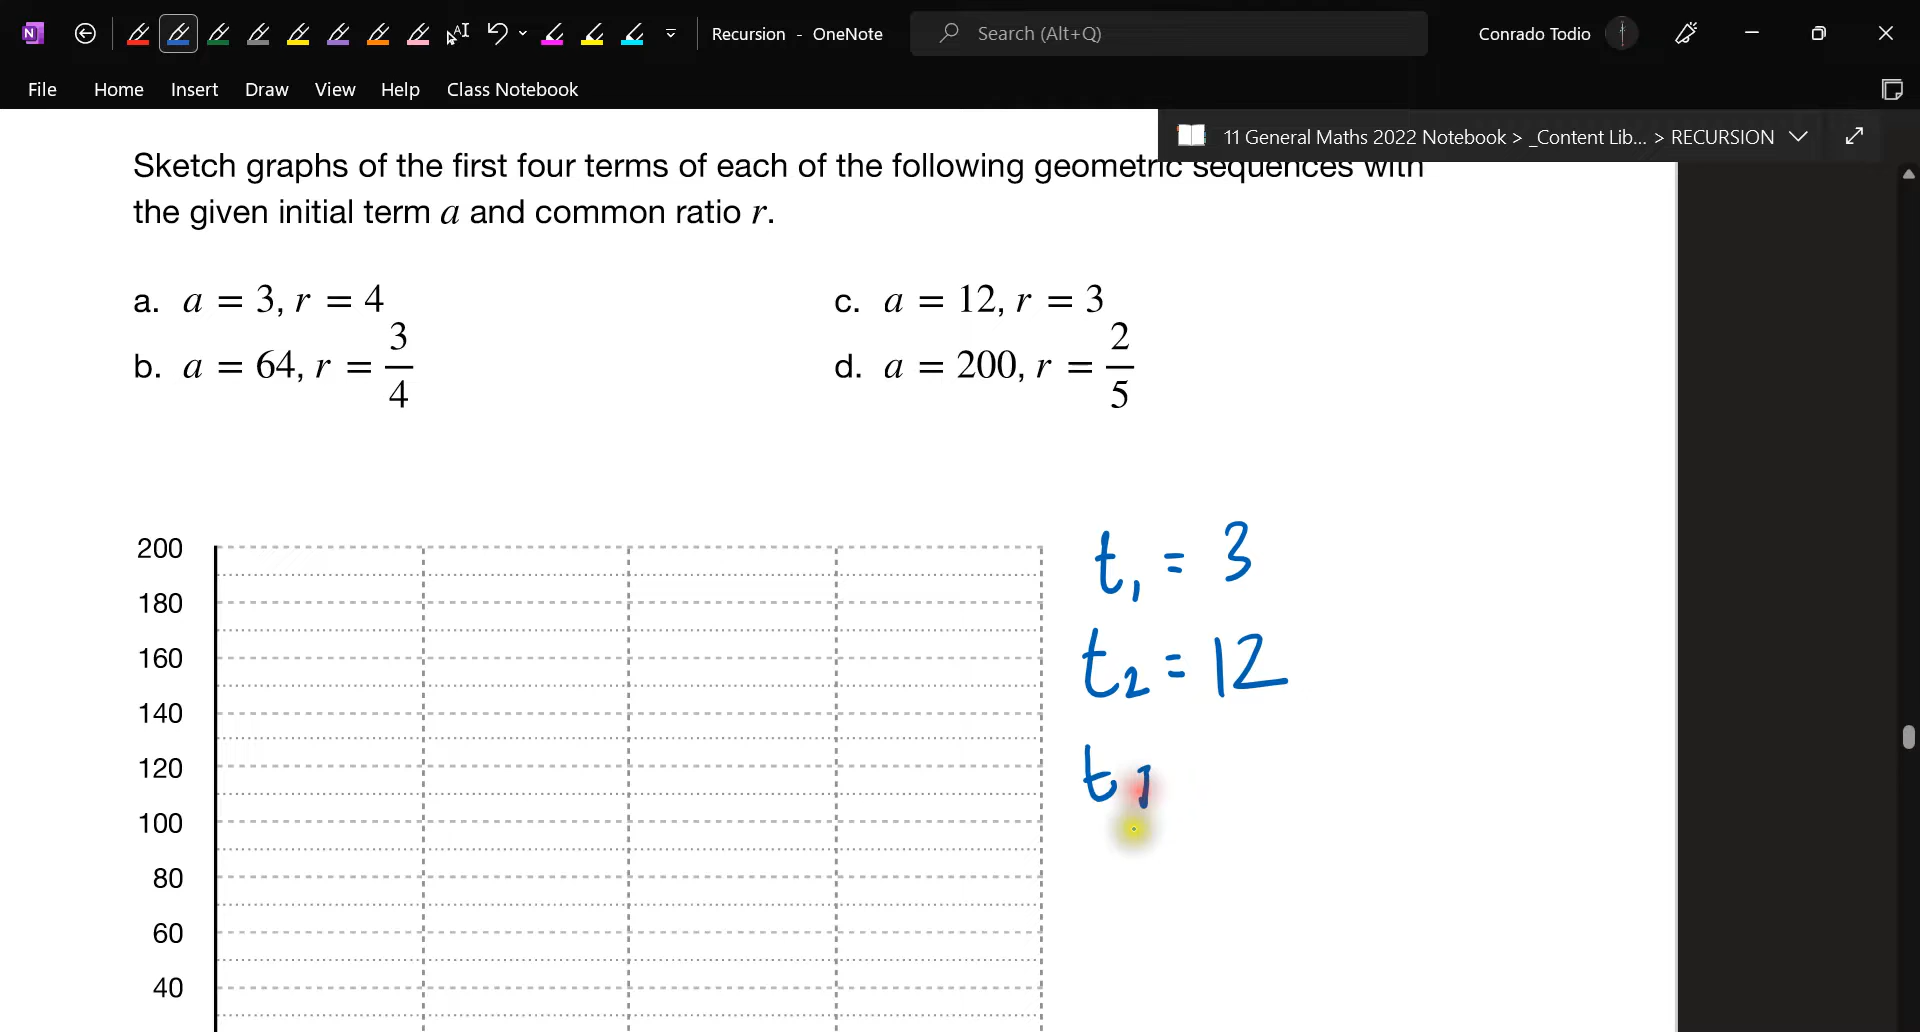 Recursion - OneNote
Search (Alt+Q)
Conrado Todio
File Home Insert Draw View Help Class Notebook
11 General Maths 2022 Notebook > _Content Lib... > RECURSION
Sketch graphs of the first four terms of each of the following geometric sequences with
the given initial term a and common ratio r.
a. a = 3, r = 4
b. a = 64, r = 3/4
c. a = 12, r = 3
d. a = 200, r = 2/5
200
180
160
140
120
100
80
60
40
t₁ = 3
t₂ = 12
t